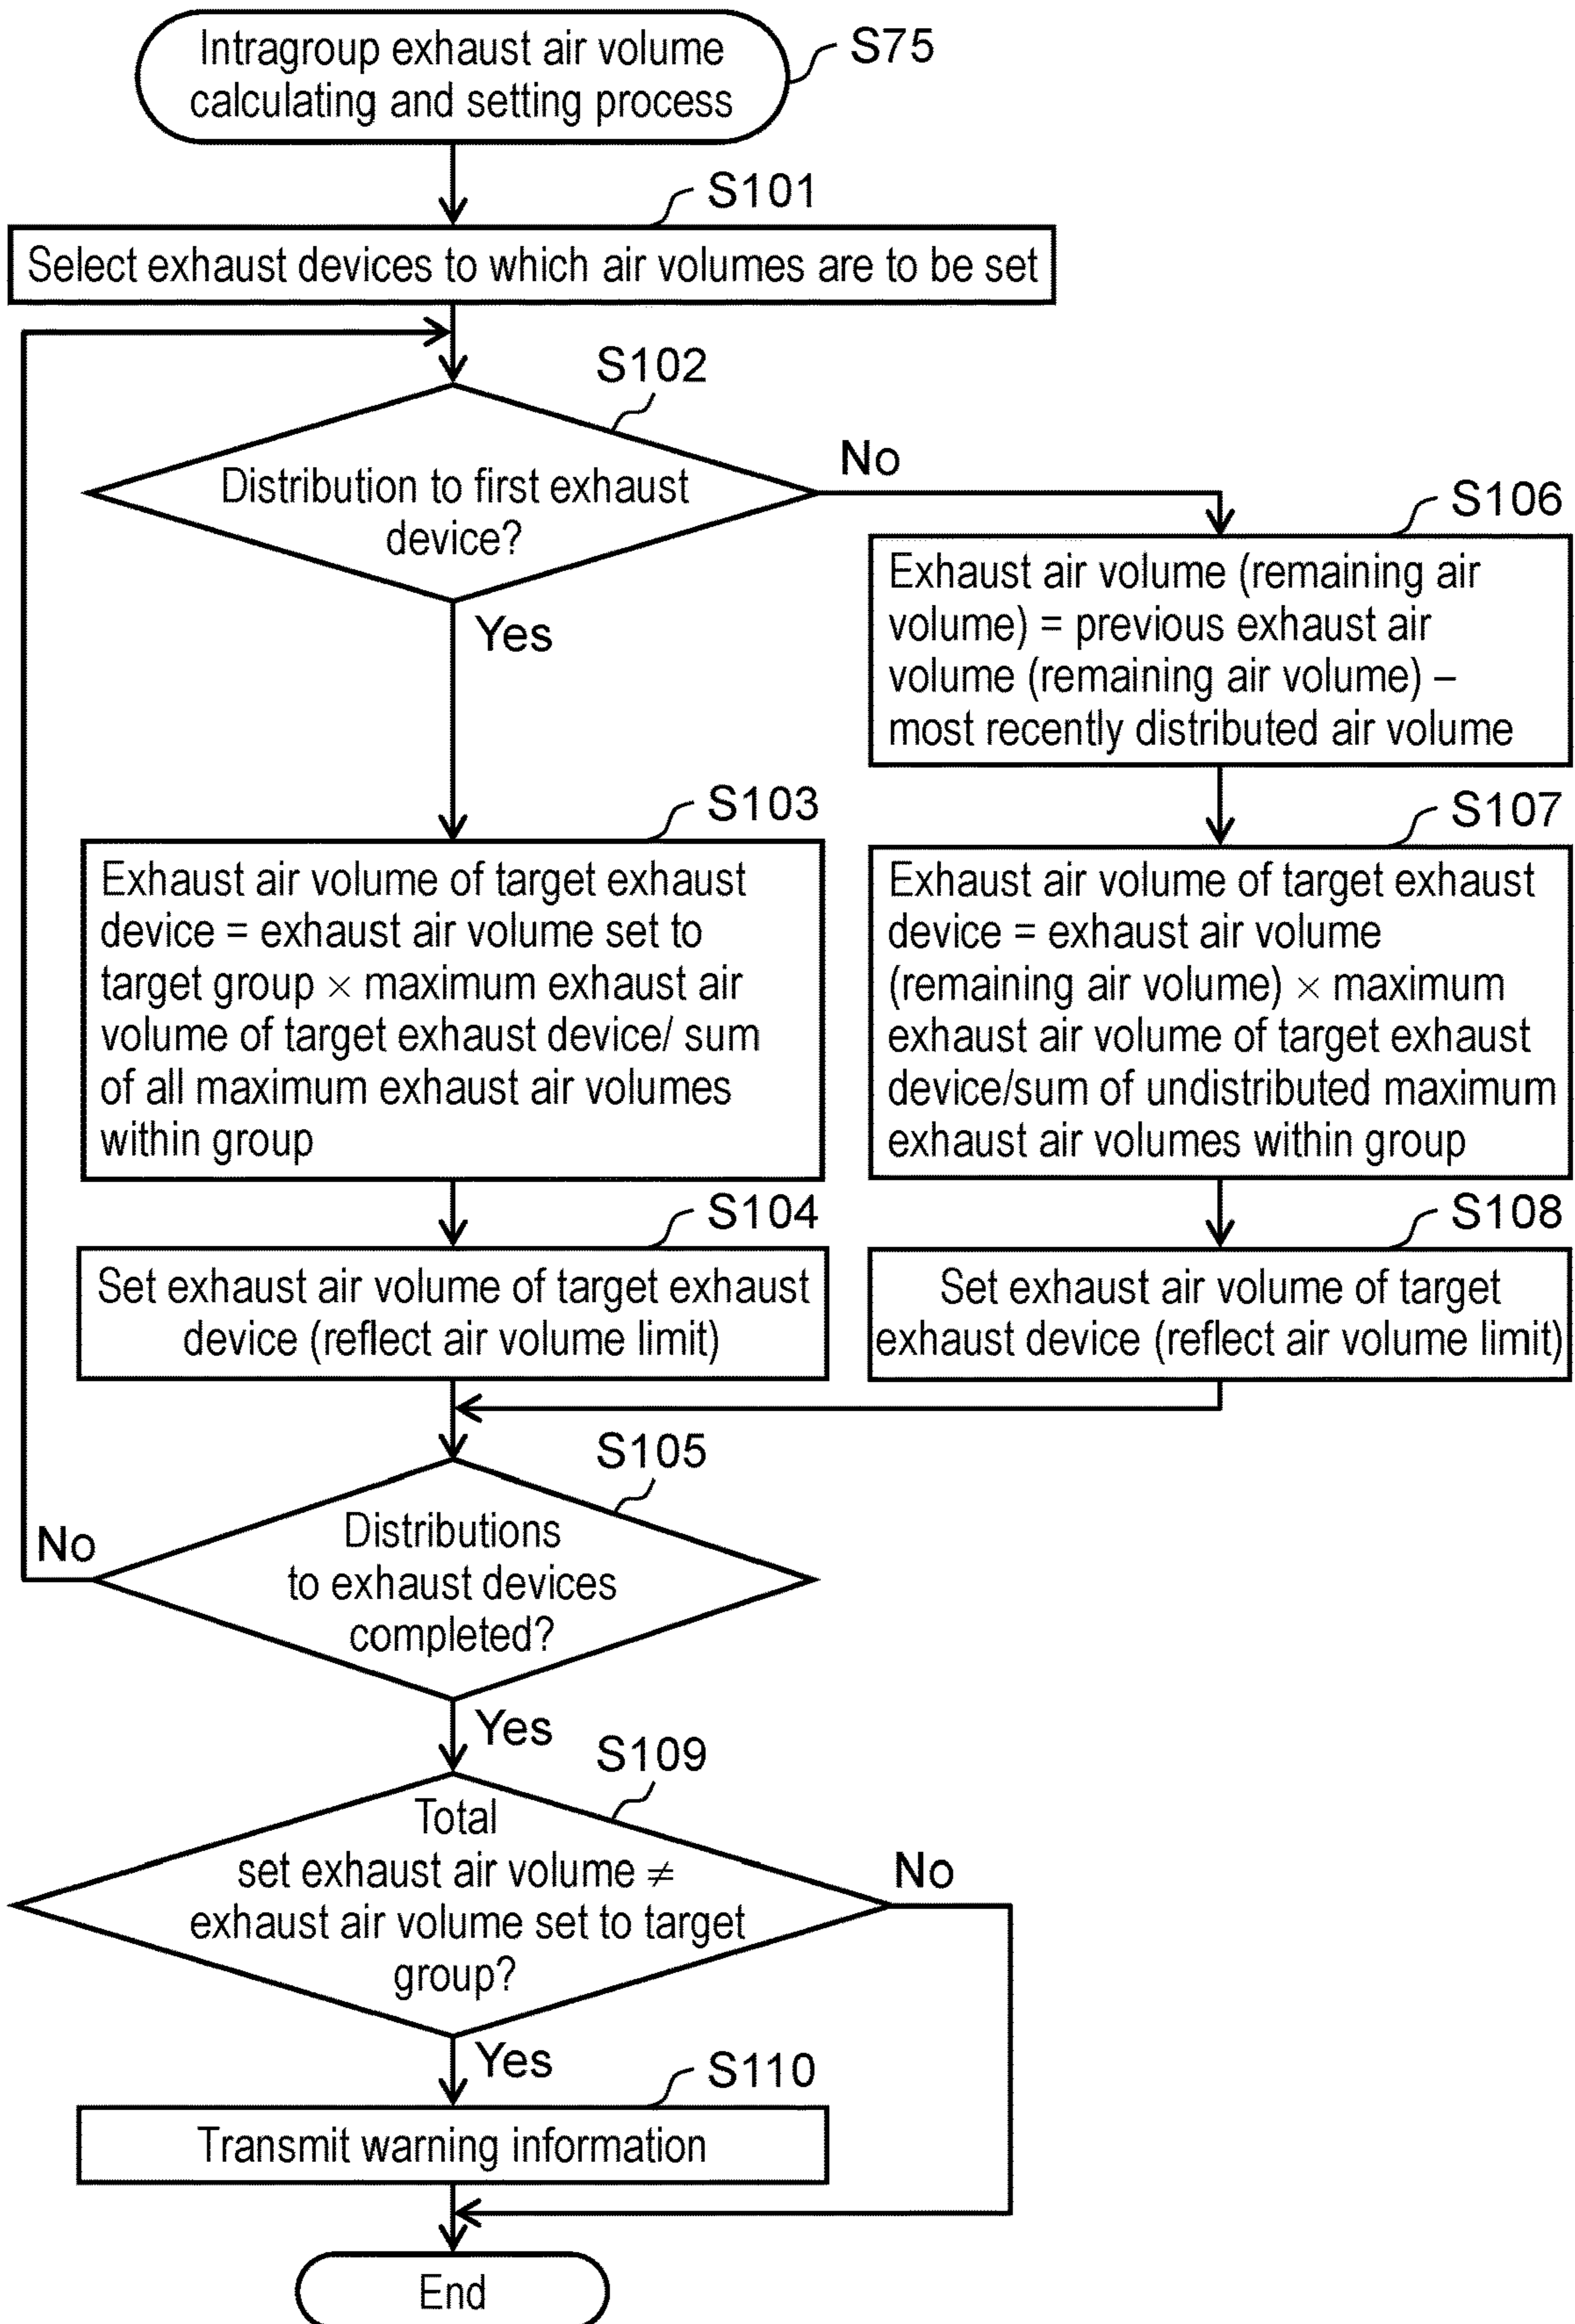 Intragroup exhaust air volume
calculating and setting process
S75
S101
Select exhaust devices to which air volumes are to be set
S102
Distribution to first exhaust
device?
No
Yes
S106
Exhaust air volume (remaining air
volume) = previous exhaust air
volume (remaining air volume) –
most recently distributed air volume
S103
Exhaust air volume of target exhaust
device = exhaust air volume set to
target group × maximum exhaust air
volume of target exhaust device/ sum
of all maximum exhaust air volumes
within group
S107
Exhaust air volume of target exhaust
device = exhaust air volume
(remaining air volume) × maximum
exhaust air volume of target exhaust
device/sum of undistributed maximum
exhaust air volumes within group
S104
Set exhaust air volume of target exhaust
device (reflect air volume limit)
S108
Set exhaust air volume of target
exhaust device (reflect air volume limit)
S105
Distributions
to exhaust devices
completed?
No
Yes
S109
Total
set exhaust air volume ≠
exhaust air volume set to target
group?
No
Yes
S110
Transmit warning information
End